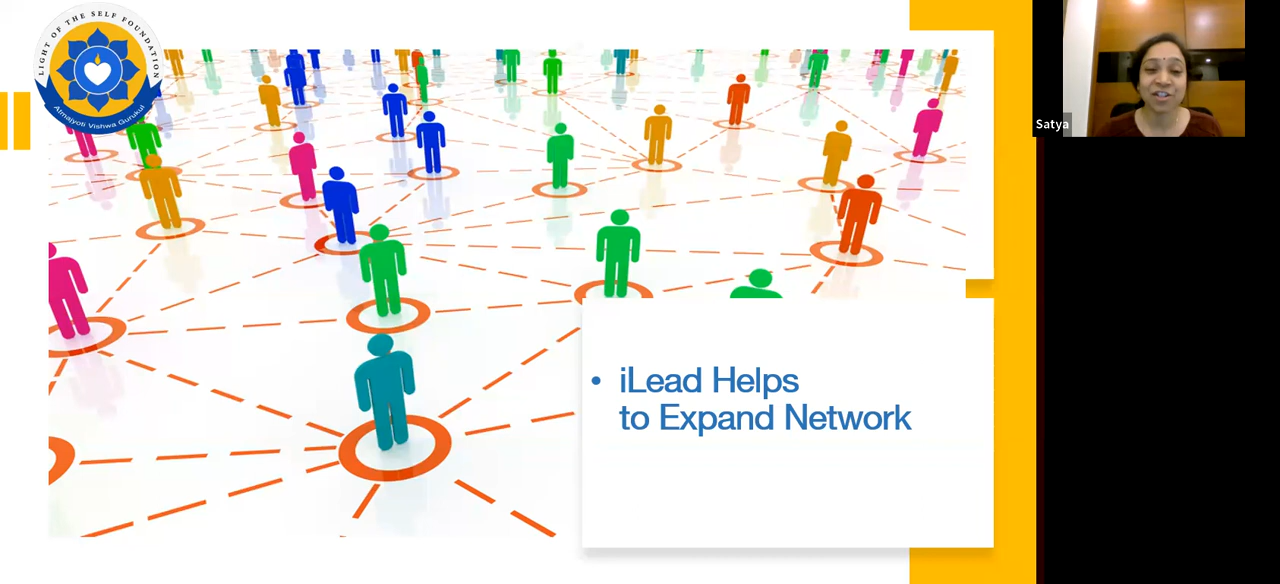 LIGHT OF THE SELF FOUNDATION
Atmajyoti Vishwa Gurukul
Satya
• iLead Helps
to Expand Network